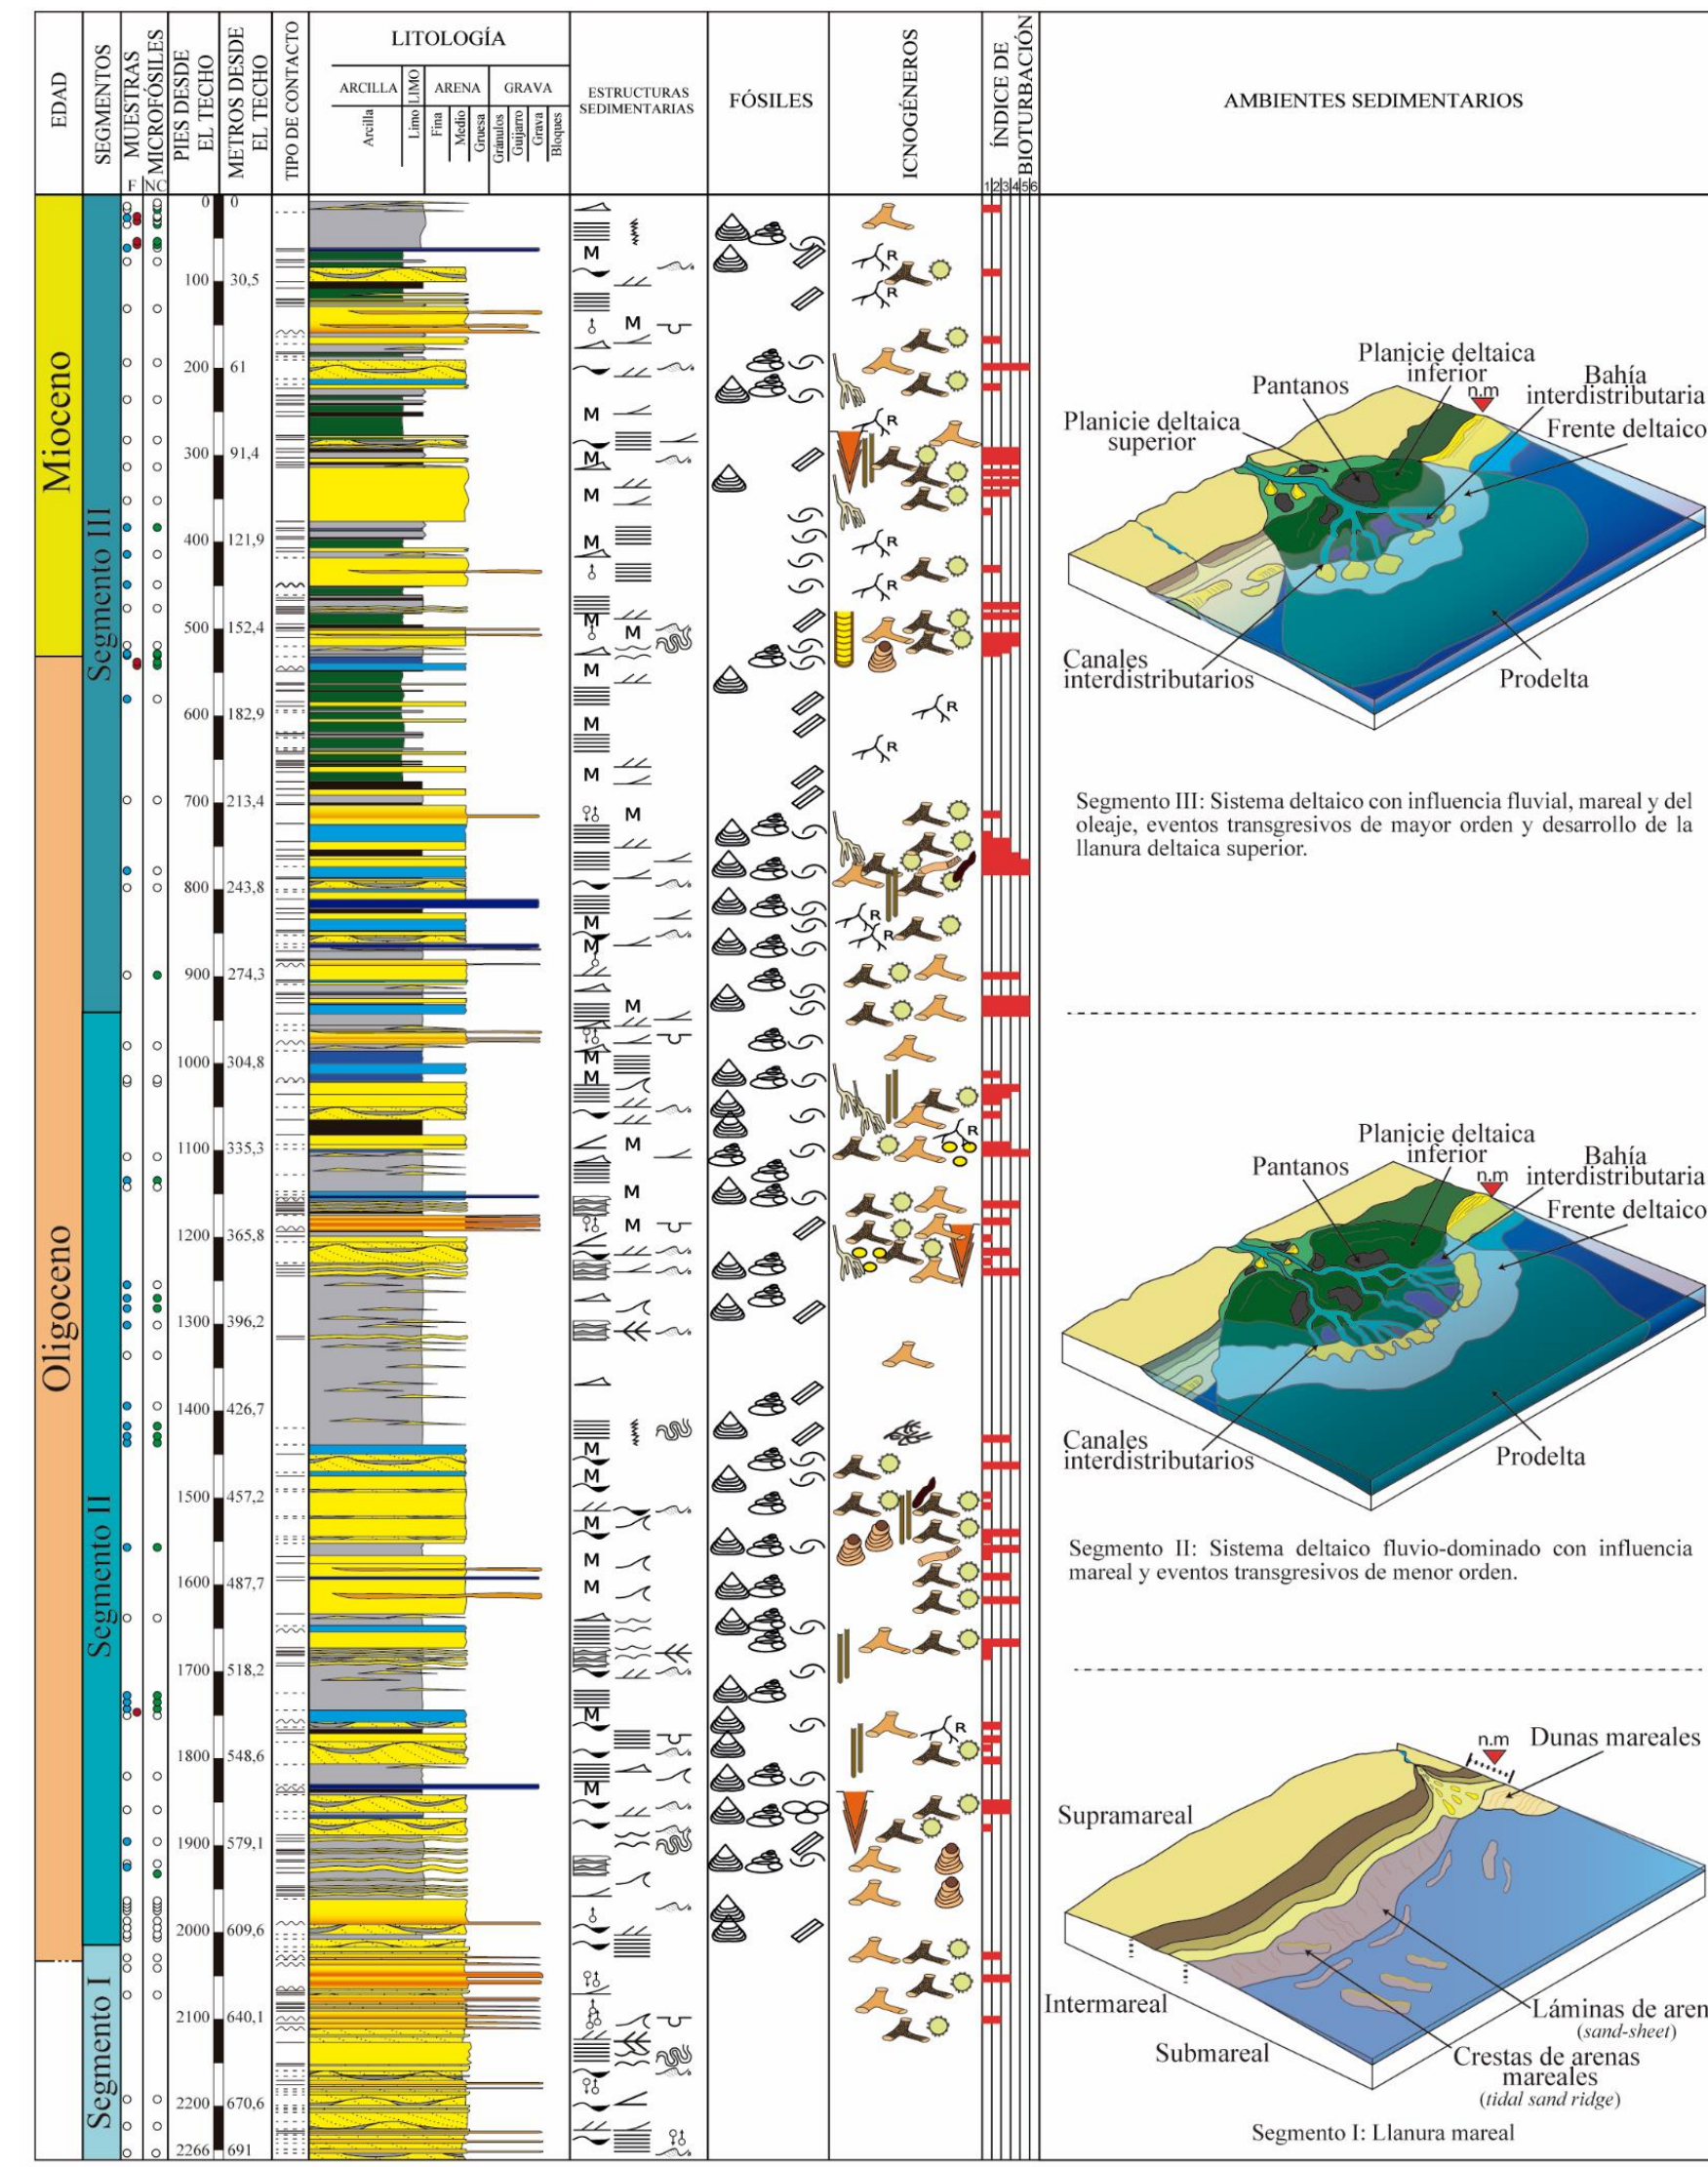 EDAD
SEGMENTOS
MUESTRAS
MICROFÓSILES
F NC
PIES DESDE
EL TECHO
METROS DESDE
EL TECHO
TIPO DE CONTACTO
LITOLOGÍA
ARCILLA
LIMO
ARENA
GRAVA
Arcilla
Limo
Fina
Medio
Gruesa
Gránulos
Guijarro
Grava
Bloques
ESTRUCTURAS
SEDIMENTARIAS
FÓSILES
ICNOGÉNEROS
ÍNDICE DE
BIOTURBACIÓN
1 2 3 4 5 6
AMBIENTES SEDIMENTARIOS
Mioceno
Oligoceno
Segmento III
Segmento II
Segmento I
0 0
100 30,5
200 61
300 91,4
400 121,9
500 152,4
600 182,9
700 213,4
800 243,8
900 274,3
1000 304,8
1100 335,3
1200 365,8
1300 396,2
1400 426,7
1500 457,2
1600 487,7
1700 518,2
1800 548,6
1900 579,1
2000 609,6
2100 640,1
2200 670,6
2266 691
Planicie deltaica
inferior
Pantanos
n.m
Bahía
interdistributaria
Planicie deltaica
superior
Frente deltaico
Canales
interdistributarios
Prodelta
Segmento III: Sistema deltaico con influencia fluvial, mareal y del
oleaje, eventos transgresivos de mayor orden y desarrollo de la
llanura deltaica superior.
Planicie deltaica
inferior
Pantanos
n.m
Bahía
interdistributaria
Frente deltaico
Canales
interdistributarios
Prodelta
Segmento II: Sistema deltaico fluvio-dominado con influencia
mareal y eventos transgresivos de menor orden.
n.m
Dunas mareales
Supramareal
Intermareal
Submareal
Láminas de aren
(sand-sheet)
Crestas de arenas
mareales
(tidal sand ridge)
Segmento I: Llanura mareal